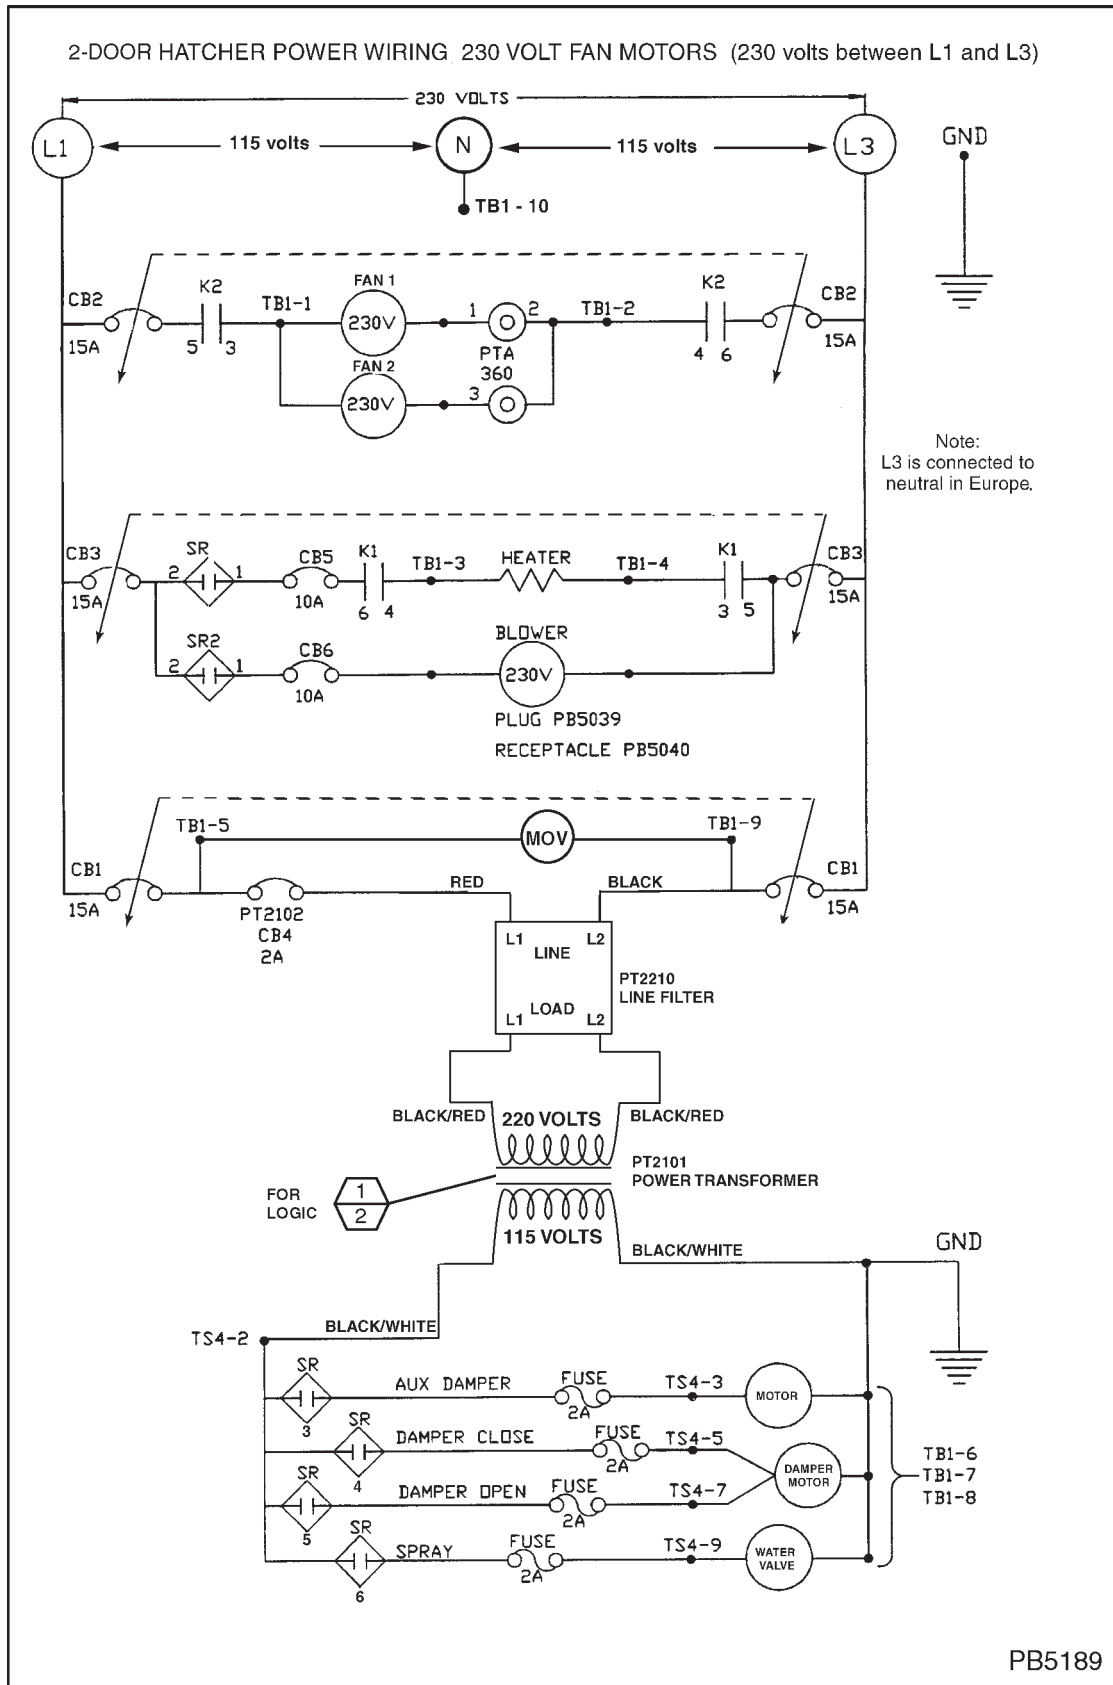 2-DOOR HATCHER POWER WIRING 230 VOLT FAN MOTORS (230 volts between L1 and L3)
230 VOLTS
L1
115 volts
N
115 volts
L3
GND
TB1 - 10
CB2
15A
K2
5 3
TB1-1
FAN 1
230V
1
2
PTA
360
TB1-2
K2
4 6
CB2
15A
FAN 2
230V
3
Note:
L3 is connected to
neutral in Europe.
CB3
15A
SR
2 1
CB5
10A
K1
6 4
TB1-3
HEATER
TB1-4
K1
3 5
CB3
15A
SR2
2 1
CB6
10A
BLOWER
230V
PLUG PB5039
RECEPTACLE PB5040
TB1-5
MOV
TB1-9
CB1
15A
PT2102
CB4
2A
RED
BLACK
CB1
15A
L1 L2
LINE
LOAD
L1 L2
PT2210
LINE FILTER
BLACK/RED
220 VOLTS
BLACK/RED
PT2101
POWER TRANSFORMER
FOR
LOGIC
1
2
115 VOLTS
BLACK/WHITE
GND
BLACK/WHITE
TS4-2
SR
3
AUX DAMPER
FUSE
2A
TS4-3
MOTOR
SR
4
DAMPER CLOSE
FUSE
2A
TS4-5
DAMPER
MOTOR
SR
5
DAMPER OPEN
FUSE
2A
TS4-7
TB1-6
TB1-7
TB1-8
SR
6
SPRAY
FUSE
2A
TS4-9
WATER
VALVE
PB5189